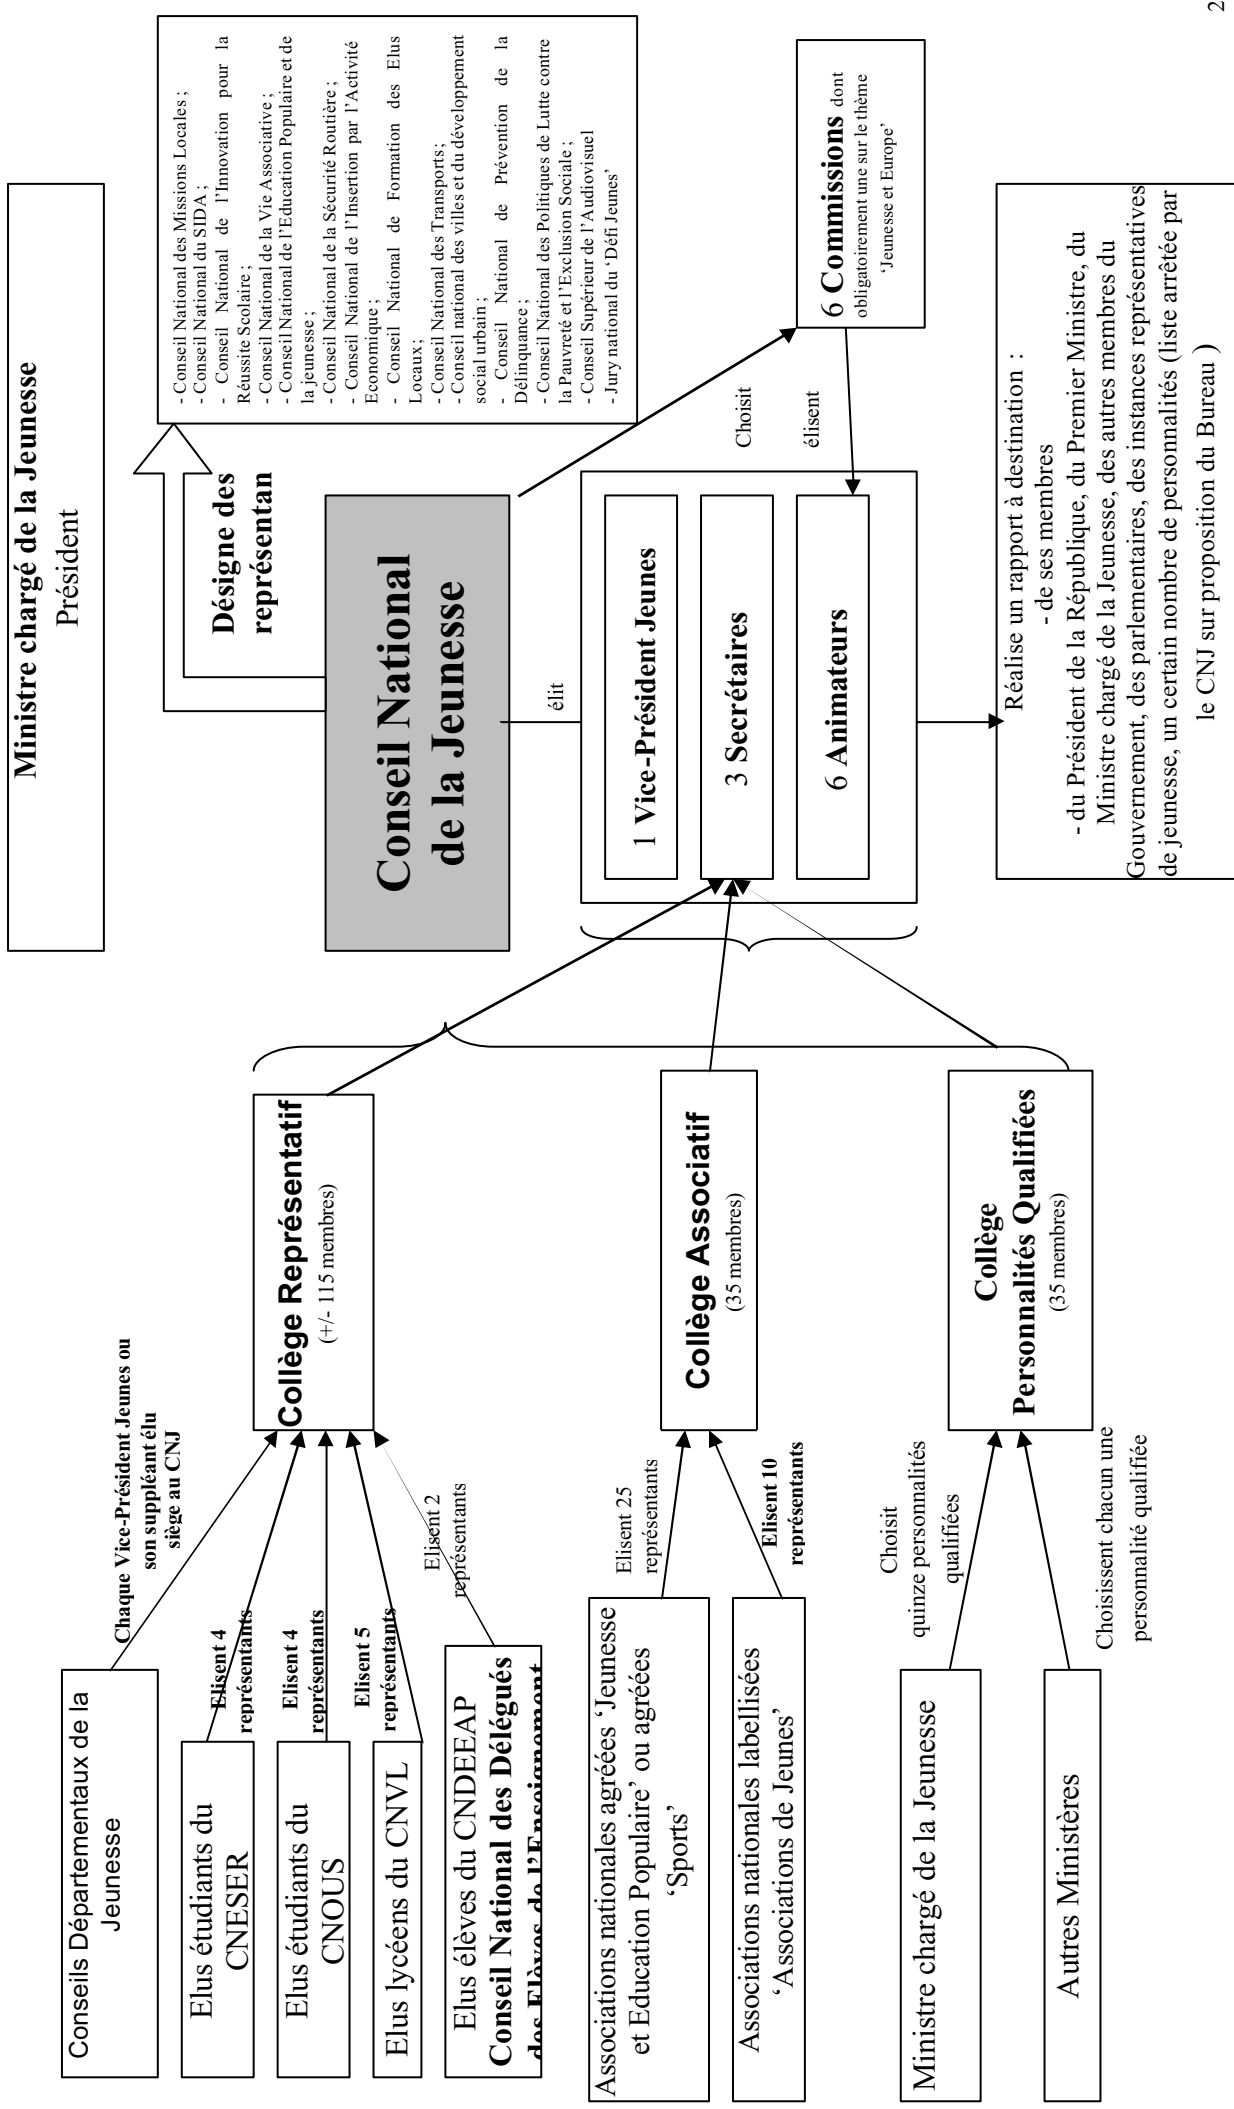 Ministre chargé de la Jeunesse
Président
Conseils Départementaux de la
Jeunesse
Chaque Vice-Président Jeunes ou
son suppléant élu
siège au CNJ
Elus étudiants du
CNESER
Elisent 4
représentants
Elus étudiants du
CNOUS
Elisent 4
représentants
Elus lycéens du CNVL
Elisent 5
représentants
Elus élèves du CNDEEAP
Conseil National des Délégués
des Elèves de l'Enseignement
Elisent 2
représentants
Collège Représentatif
(+/- 115 membres)
Associations nationales agréées 'Jeunesse
et Education Populaire' ou agréées
'Sports'
Elisent 25
représentants
Associations nationales labellisées
'Associations de Jeunes'
Elisent 10
représentants
Collège Associatif
(35 membres)
Ministre chargé de la Jeunesse
Choisit
quinze personnalités
qualifiées
Autres Ministères
Choisissent chacun une
personnalité qualifiée
Collège
Personnalités Qualifiées
(35 membres)
Conseil National
de la Jeunesse
Désigne des
représentan
- Conseil National des Missions Locales ;
- Conseil National du SIDA ;
- Conseil National de l'Innovation pour la
Réussite Scolaire ;
- Conseil National de la Vie Associative ;
- Conseil National de l'Education Populaire et de
la jeunesse ;
- Conseil National de la Sécurité Routière ;
- Conseil National de l'Insertion par l'Activité
Economique ;
- Conseil National de Formation des Elus
Locaux ;
- Conseil National des Transports ;
- Conseil national des villes et du développement
social urbain ;
- Conseil National de Prévention de la
Délinquance ;
- Conseil National des Politiques de Lutte contre
la Pauvreté et l'Exclusion Sociale ;
- Conseil Supérieur de l'Audiovisuel
- Jury national du 'Défi Jeunes'
élit
1 Vice-Président Jeunes
3 Secrétaires
6 Animateurs
Choisit
élisent
6 Commissions dont
obligatoirement une sur le thème
'Jeunesse et Europe'
Réalise un rapport à destination :
- de ses membres
- du Président de la République, du Premier Ministre, du
Ministre chargé de la Jeunesse, des autres membres du
Gouvernement, des parlementaires, des instances représentatives
de jeunesse, un certain nombre de personnalités (liste arrêtée par
le CNJ sur proposition du Bureau )
2